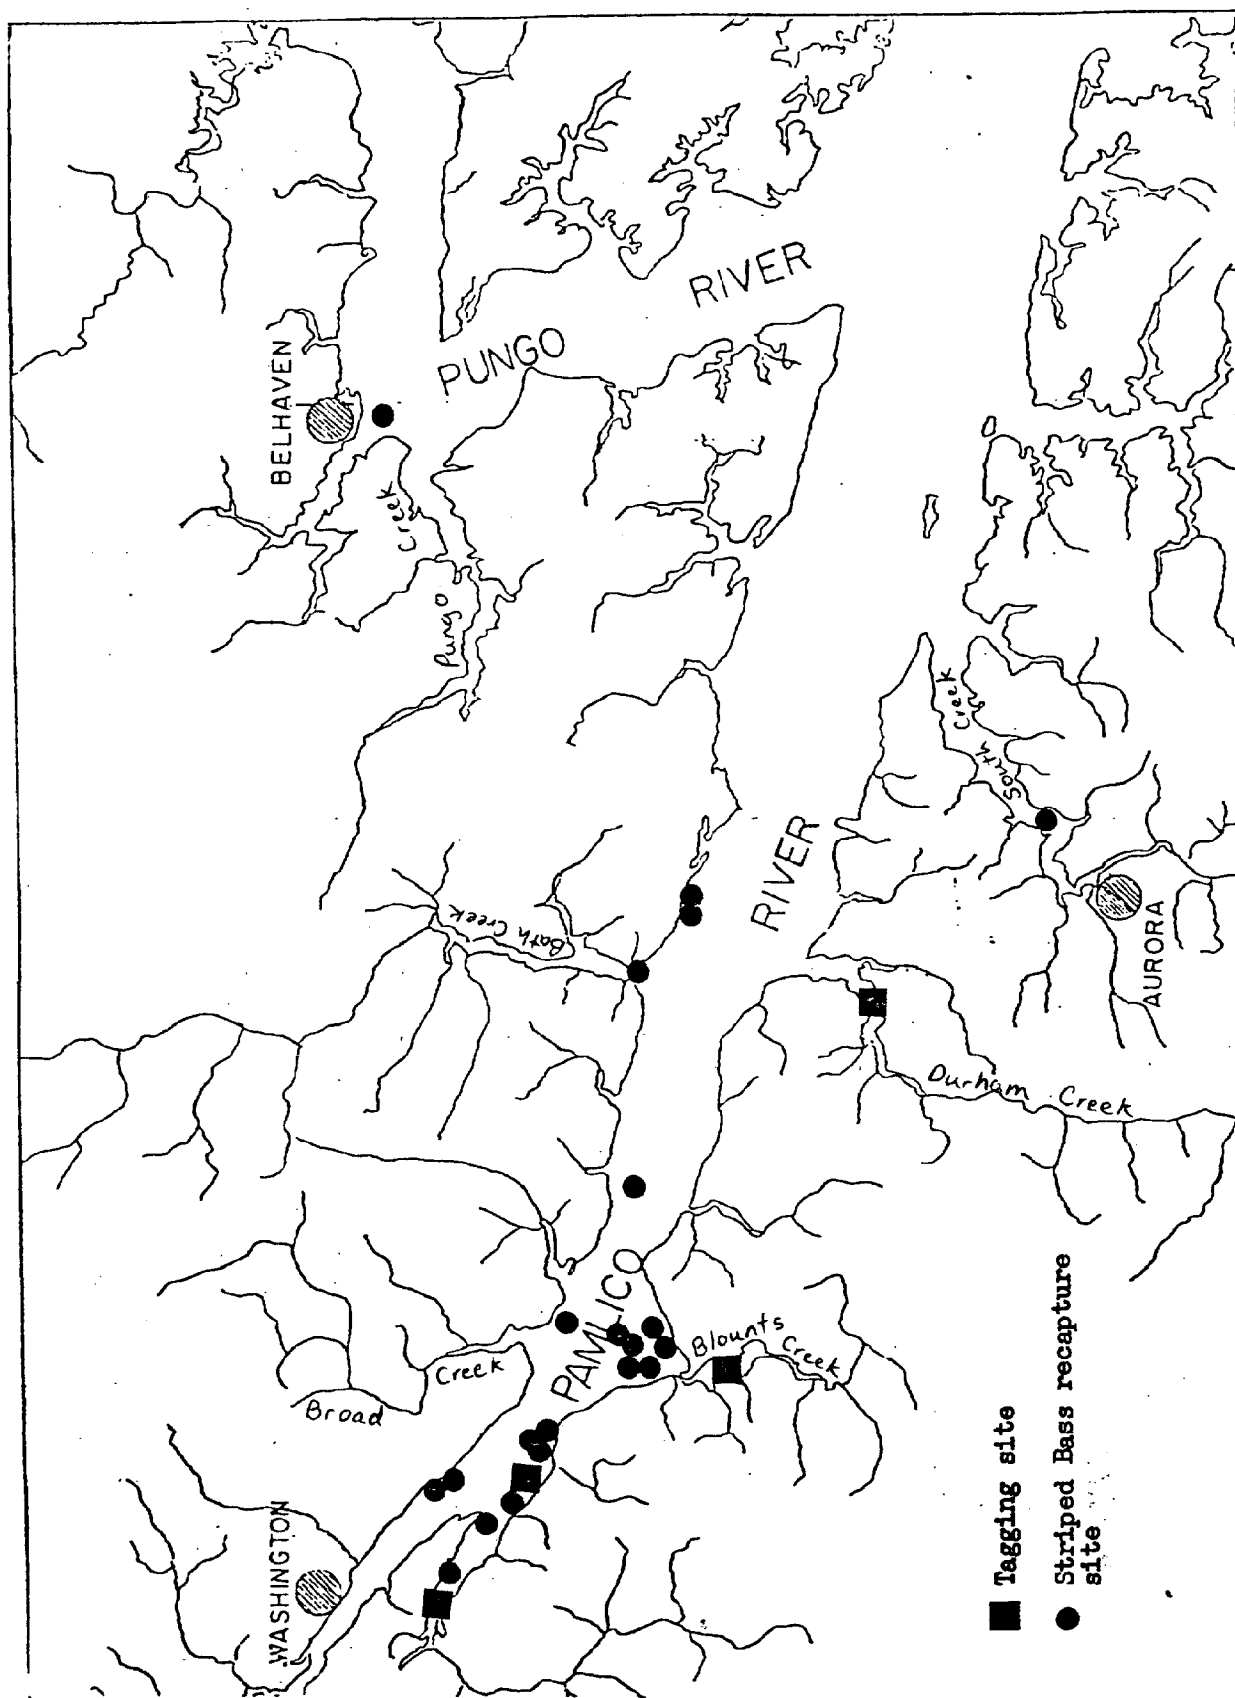 WASHINGTON
Broad
Creek
PAMLICO
RIVER
Blounts
Creek
Bath Creek
Durham Creek
BELHAVEN
Pungo
Creek
PUNGO
RIVER
South
Creek
AURORA
Tagging site
Striped Bass recapture
site